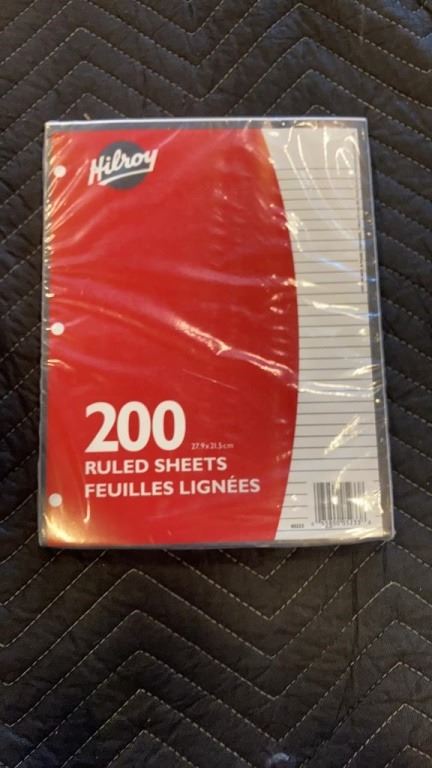 Hilroy
200
27.9 x 21.5 cm
RULED SHEETS
FEUILLES LIGNÉES